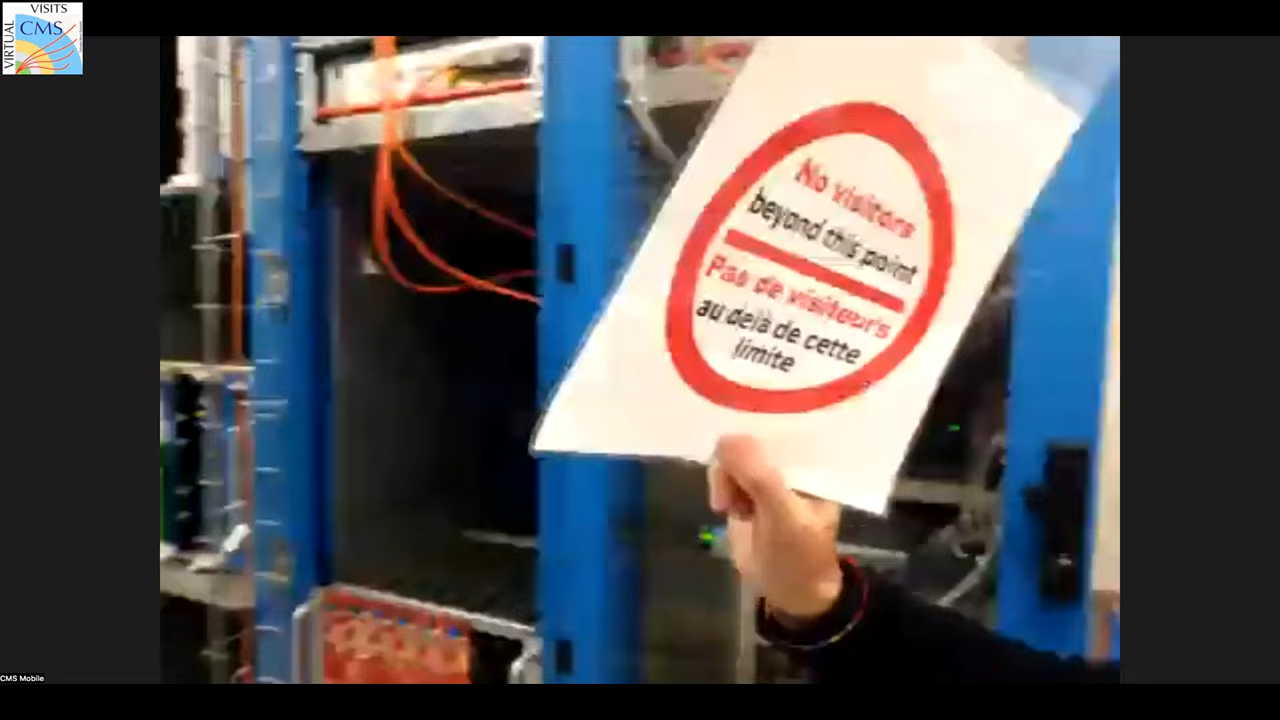 VISITS
VIRTUAL
CMS
No visitors
beyond this point
Pas de visiteurs
au delà de cette
limite
CMS Mobile